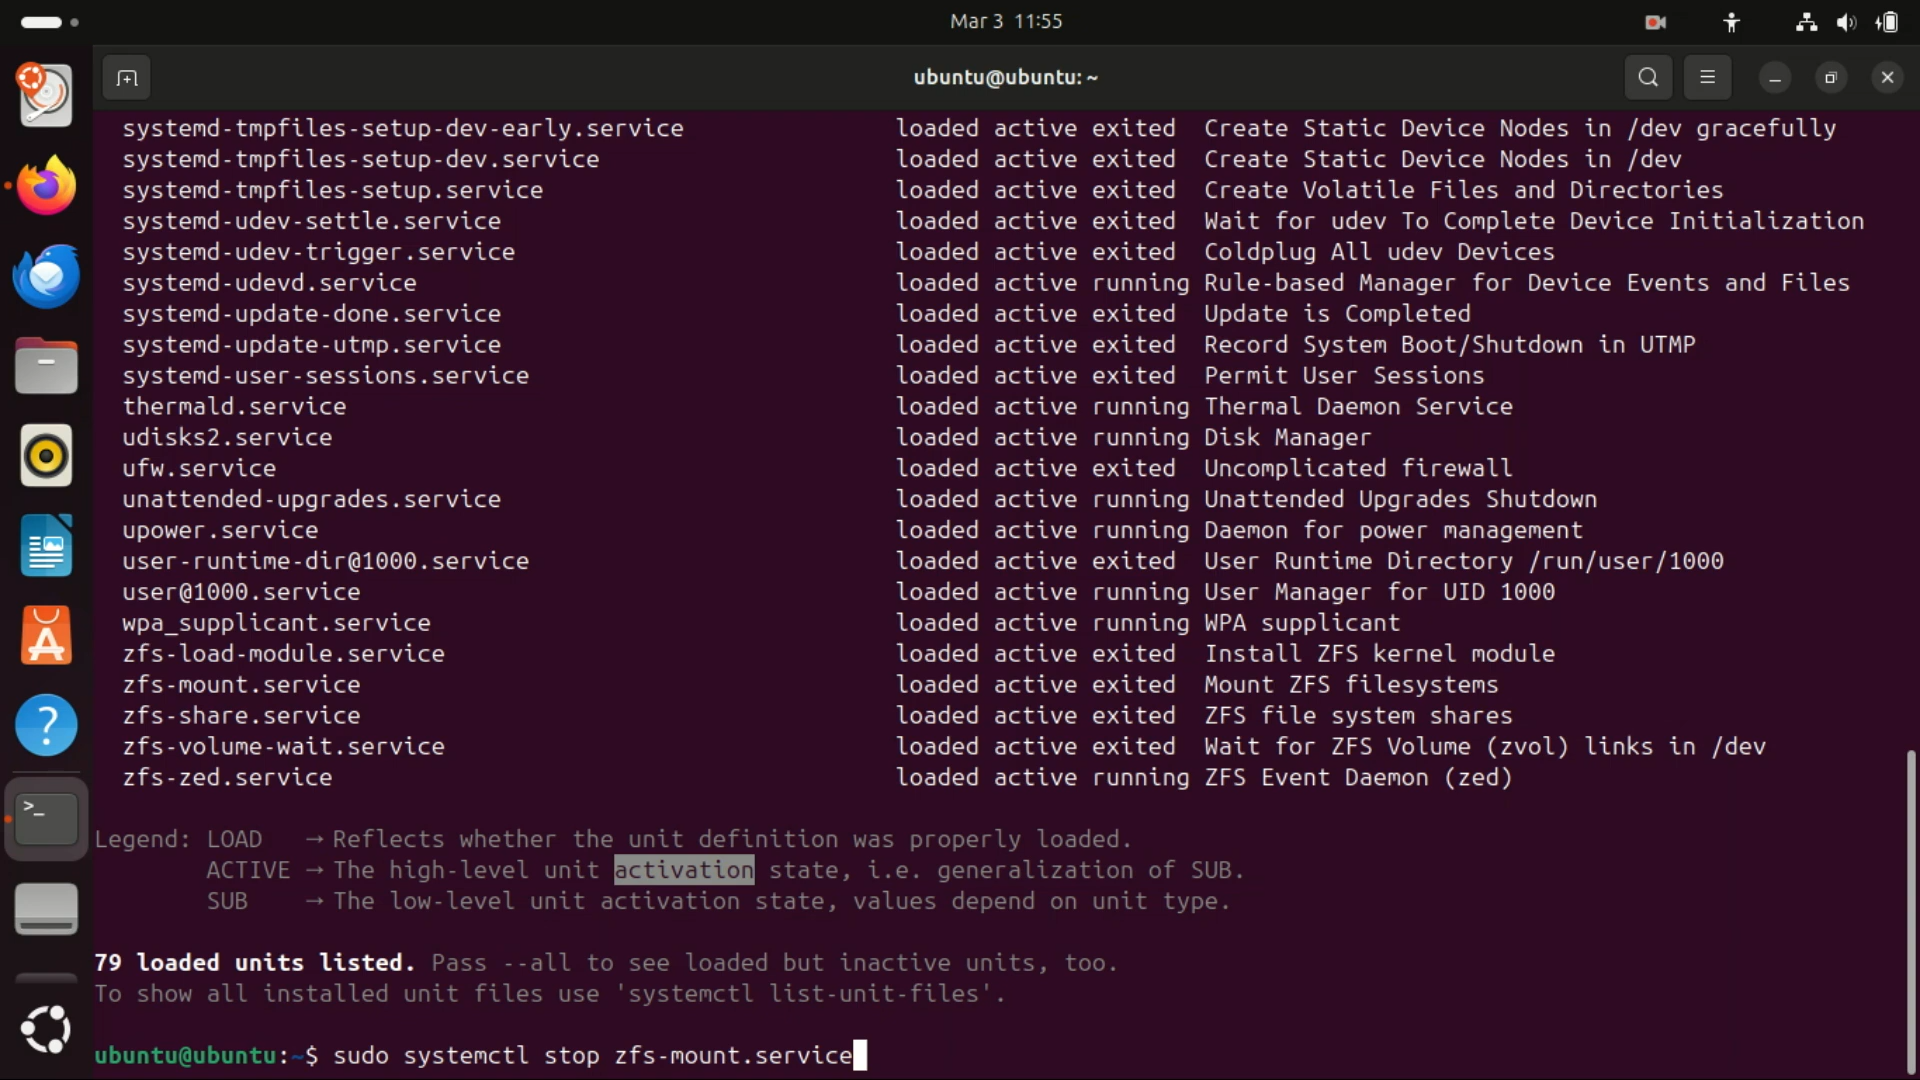 Mar 3 11:55
ubuntu@ubuntu: ~
systemd-tmpfiles-setup-dev-early.service loaded active exited Create Static Device Nodes in /dev gracefully
systemd-tmpfiles-setup-dev.service loaded active exited Create Static Device Nodes in /dev
systemd-tmpfiles-setup.service loaded active exited Create Volatile Files and Directories
systemd-udev-settle.service loaded active exited Wait for udev To Complete Device Initialization
systemd-udev-trigger.service loaded active exited Coldplug All udev Devices
systemd-udevd.service loaded active running Rule-based Manager for Device Events and Files
systemd-update-done.service loaded active exited Update is Completed
systemd-update-utmp.service loaded active exited Record System Boot/Shutdown in UTMP
systemd-user-sessions.service loaded active exited Permit User Sessions
thermald.service loaded active running Thermal Daemon Service
udisks2.service loaded active running Disk Manager
ufw.service loaded active exited Uncomplicated firewall
unattended-upgrades.service loaded active running Unattended Upgrades Shutdown
upower.service loaded active running Daemon for power management
user-runtime-dir@1000.service loaded active exited User Runtime Directory /run/user/1000
user@1000.service loaded active running User Manager for UID 1000
wpa_supplicant.service loaded active running WPA supplicant
zfs-load-module.service loaded active exited Install ZFS kernel module
zfs-mount.service loaded active exited Mount ZFS filesystems
zfs-share.service loaded active exited ZFS file system shares
zfs-volume-wait.service loaded active exited Wait for ZFS Volume (zvol) links in /dev
zfs-zed.service loaded active running ZFS Event Daemon (zed)
Legend: LOAD → Reflects whether the unit definition was properly loaded.
ACTIVE → The high-level unit activation state, i.e. generalization of SUB.
SUB → The low-level unit activation state, values depend on unit type.
79 loaded units listed. Pass --all to see loaded but inactive units, too.
To show all installed unit files use 'systemctl list-unit-files'.
ubuntu@ubuntu:~$ sudo systemctl stop zfs-mount.service